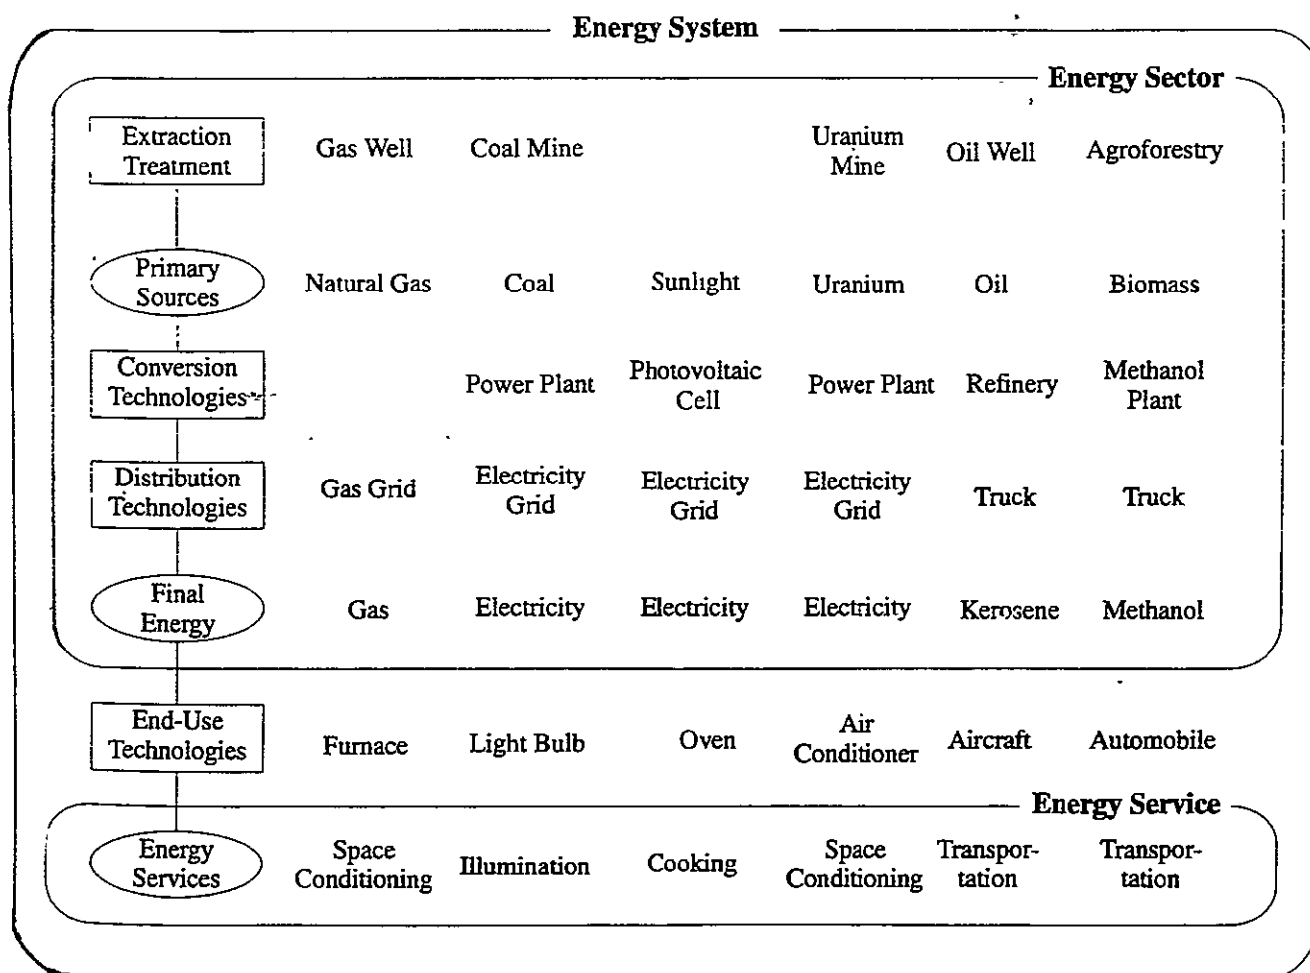 Energy System
Energy Sector
Extraction
Treatment
Gas Well
Coal Mine
Uranium
Mine
Oil Well
Agroforestry
Primary
Sources
Natural Gas
Coal
Sunlight
Uranium
Oil
Biomass
Conversion
Technologies
Power Plant
Photovoltaic
Cell
Power Plant
Refinery
Methanol
Plant
Distribution
Technologies
Gas Grid
Electricity
Grid
Electricity
Grid
Electricity
Grid
Truck
Truck
Final
Energy
Gas
Electricity
Electricity
Electricity
Kerosene
Methanol
End-Use
Technologies
Furnace
Light Bulb
Oven
Air
Conditioner
Aircraft
Automobile
Energy Service
Energy
Services
Space
Conditioning
Illumination
Cooking
Space
Conditioning
Transpor-
tation
Transpor-
tation